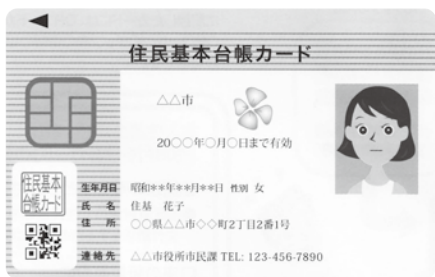 住民基本台帳カード
△△市
20○○年○月○日まで有効
住民基本
台帳カード
生年月日 昭和**年**月**日 性別 女
氏名 住基 花子
住所 ○○県△△市◇◇町2丁目2番1号
連絡先 △△市役所市民課 TEL: 123-456-7890